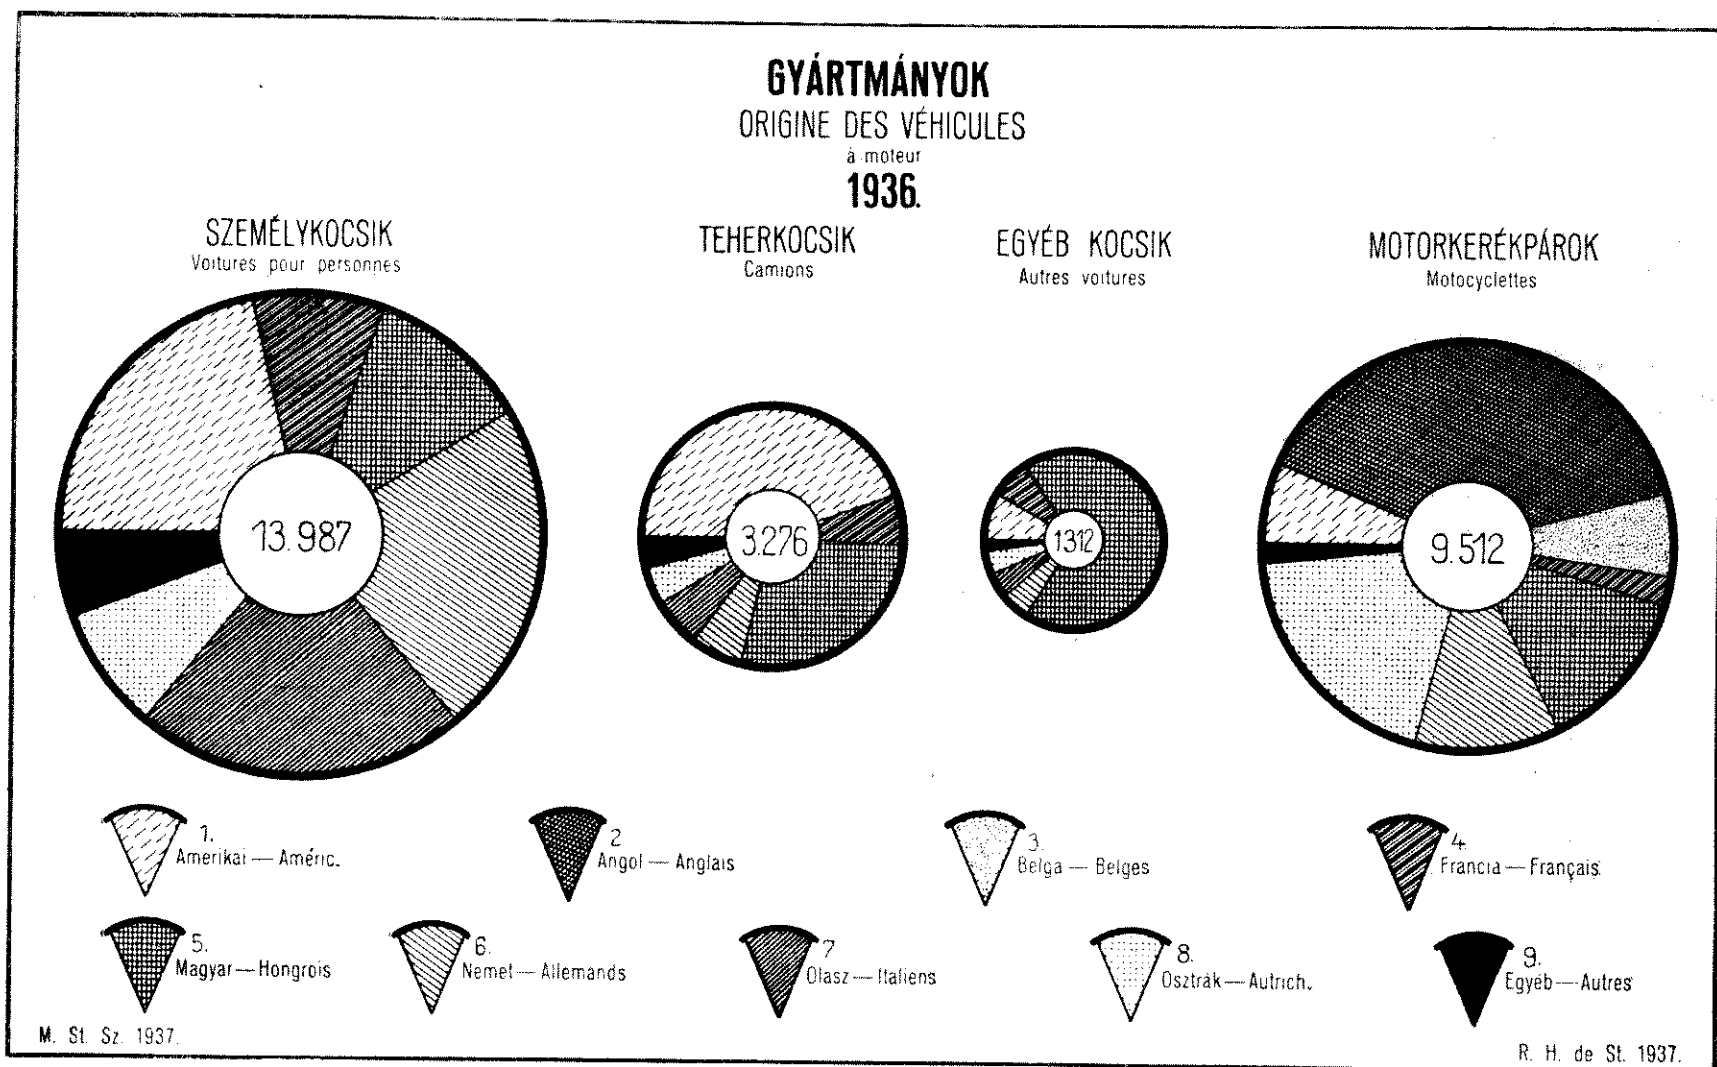 GYÁRTMÁNYOK
ORIGINE DES VÉHICULES
à moteur
1936.
SZEMÉLYKOCSIK
Voitures pour personnes
TEHERKOCSIK
Camions
EGYÉB KOCSIK
Autres voitures
MOTORKERÉKPÁROK
Motocyclettes
13.987
3.276
1312
9.512
1.
Amerikai — Améric.
2
Angol — Anglais
3.
Belga — Belges
4.
Francia — Français
5.
Magyar — Hongrois
6.
Nemet — Allemands
7
Olasz — Italiens
8.
Osztrák — Autrich.
9.
Egyéb — Autres
M. St. Sz. 1937.
R. H. de St. 1937.